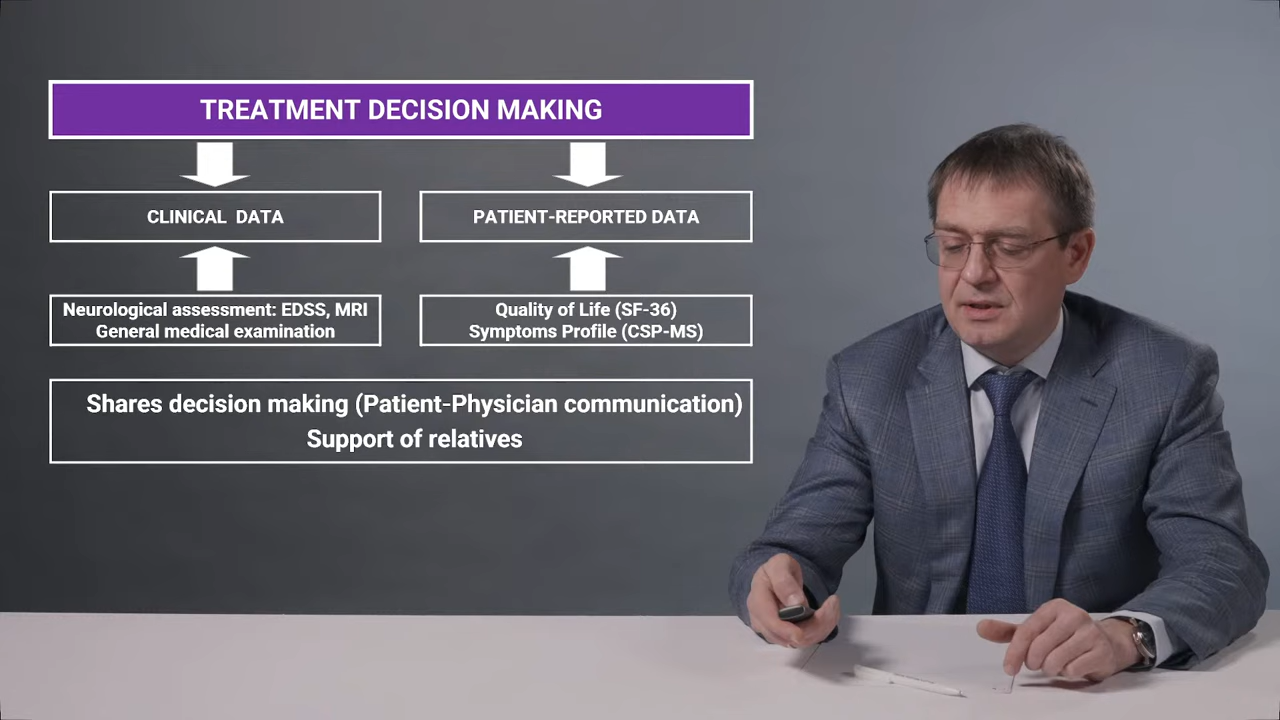 TREATMENT DECISION MAKING
CLINICAL DATA
PATIENT-REPORTED DATA
Neurological assessment: EDSS, MRI
General medical examination
Quality of Life (SF-36)
Symptoms Profile (CSP-MS)
Shares decision making (Patient-Physician communication)
Support of relatives